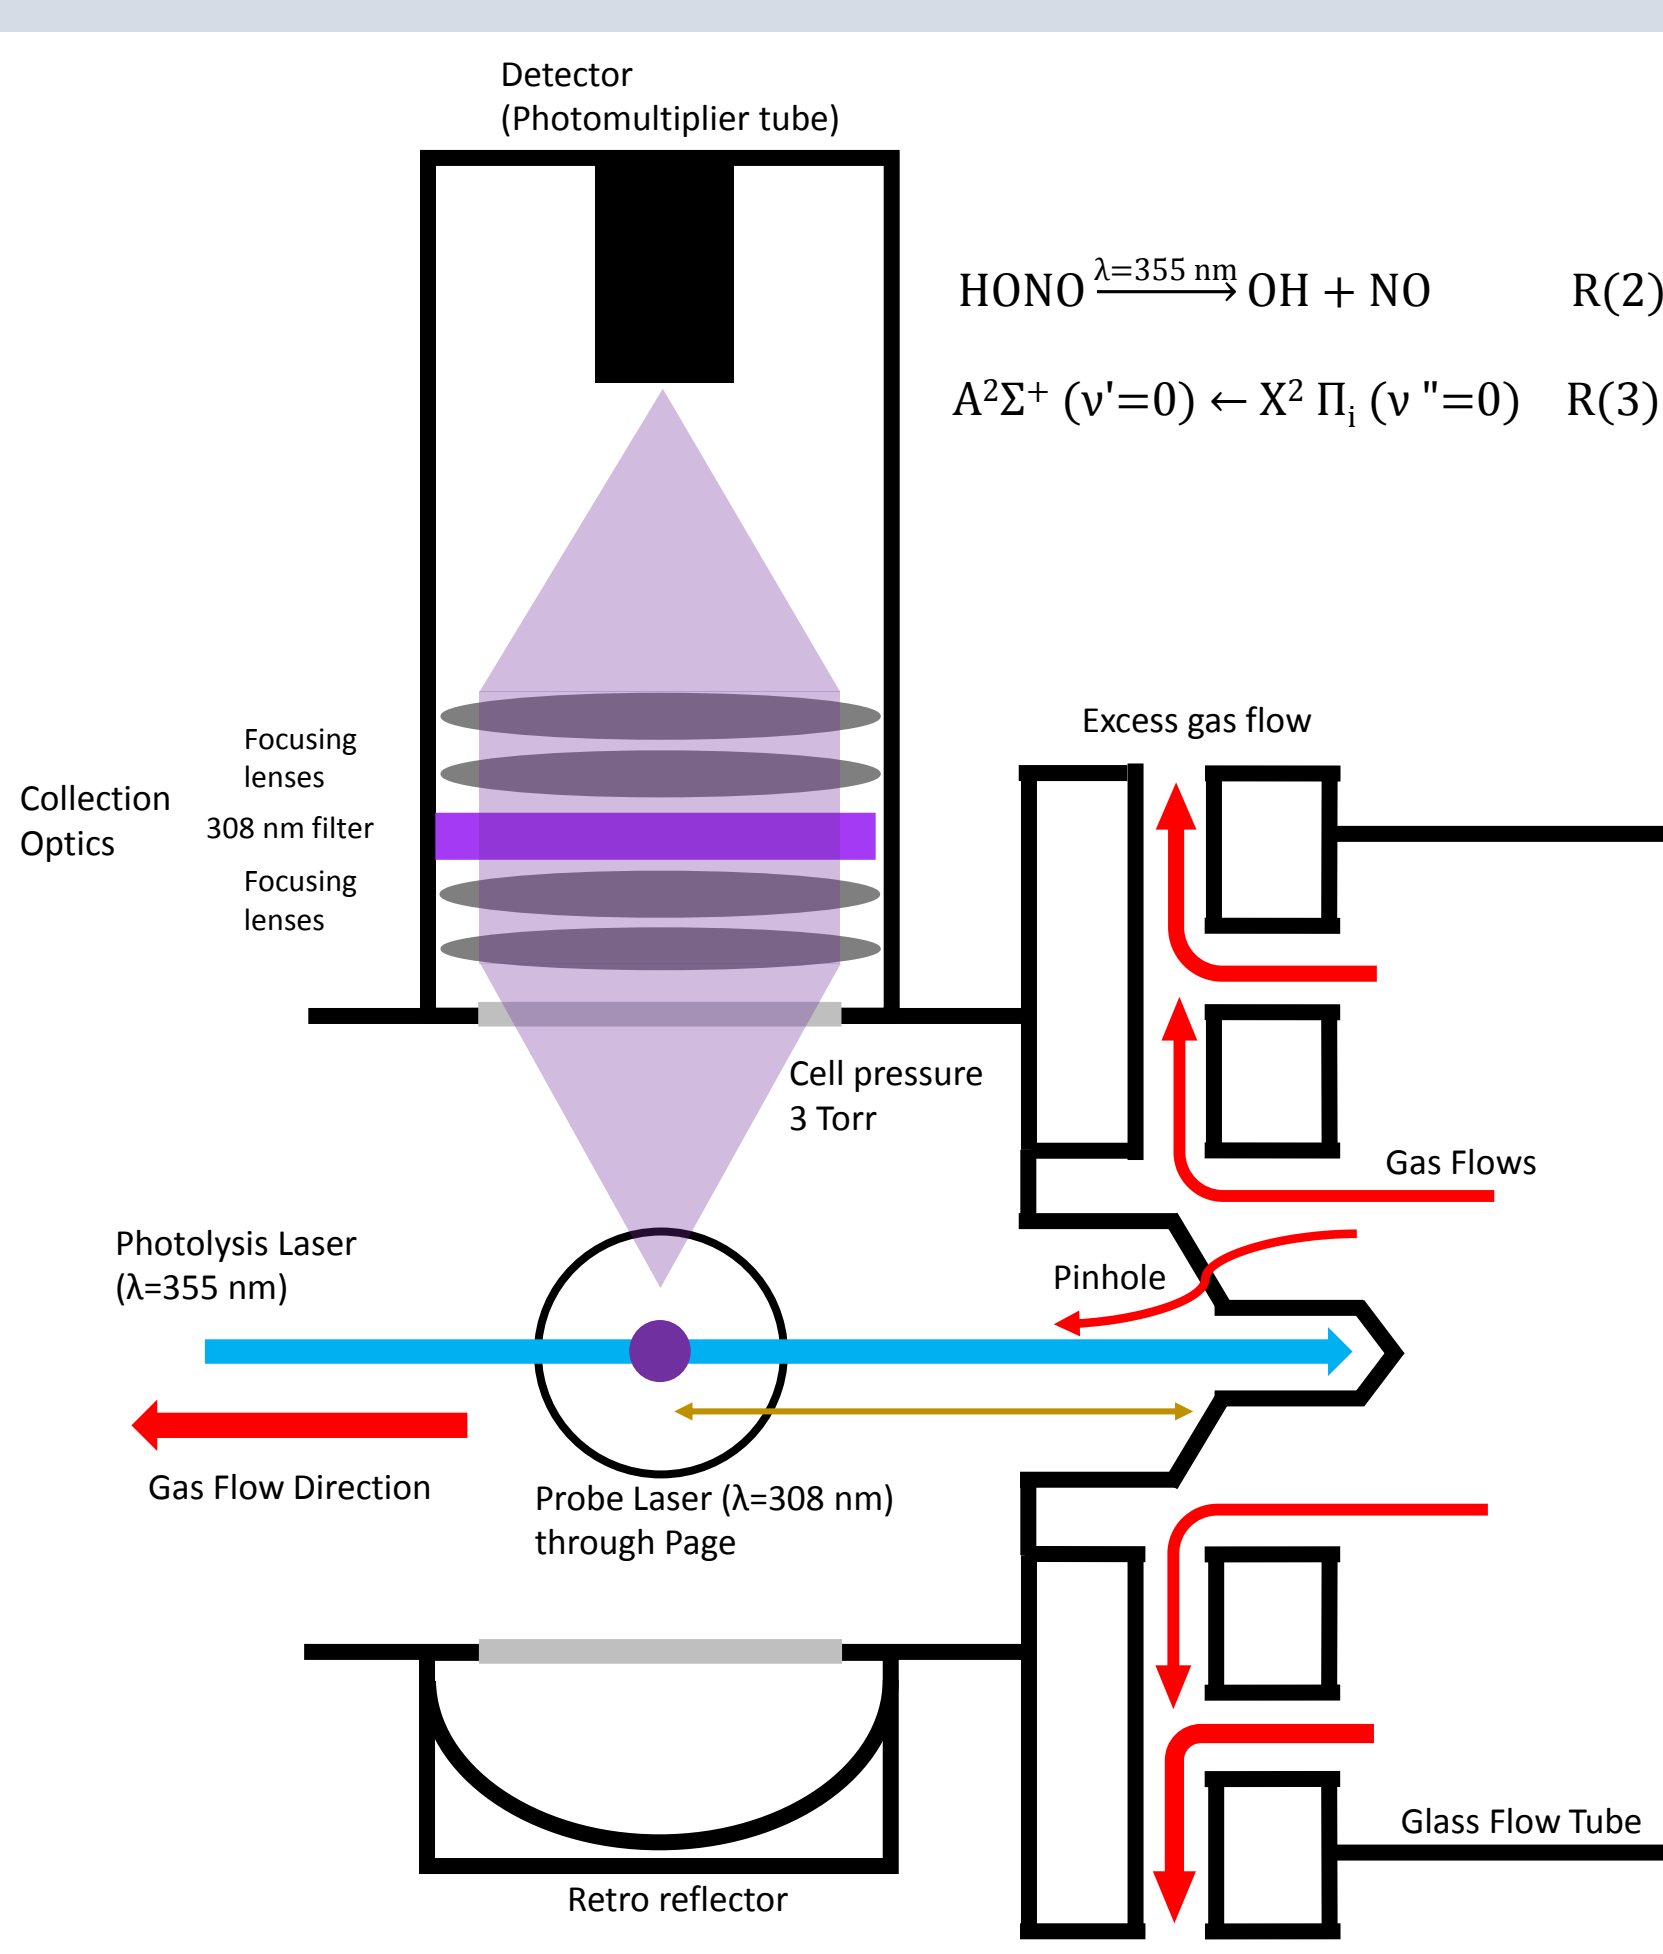 Detector
(Photomultiplier tube)
HONO λ=355 nm→ OH + NO R(2)
A²Σ⁺ (ν'=0) ← X² Πᵢ (ν "=0) R(3)
Excess gas flow
Focusing
lenses
Collection
Optics
308 nm filter
Focusing
lenses
Cell pressure
3 Torr
Gas Flows
Photolysis Laser
(λ=355 nm)
Pinhole
Gas Flow Direction
Probe Laser (λ=308 nm)
through Page
Glass Flow Tube
Retro reflector